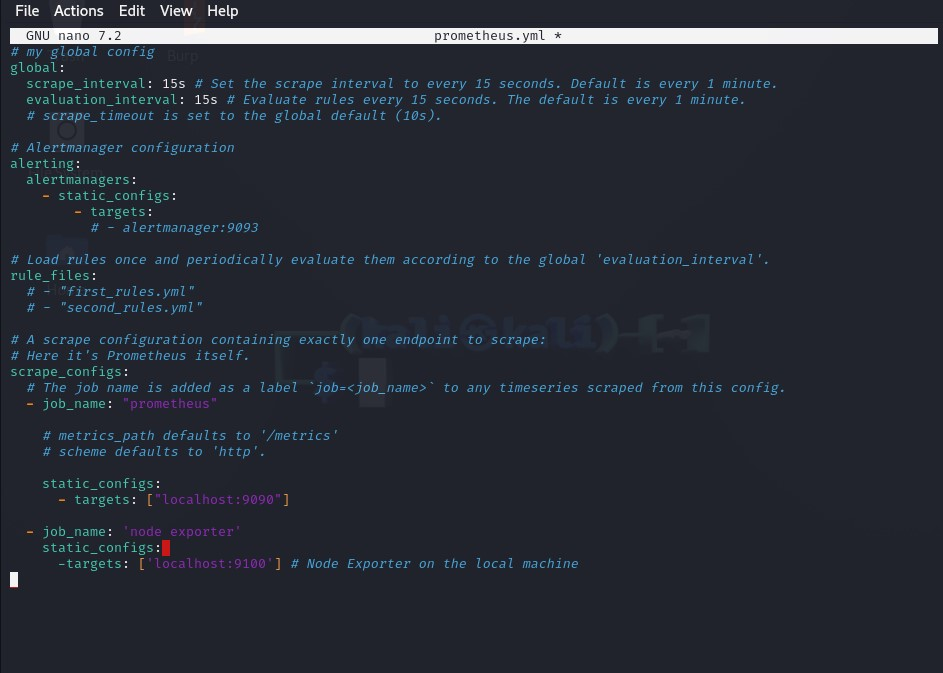 File Actions Edit View Help
GNU nano 7.2 prometheus.yml *
# my global config
global:
  scrape_interval: 15s # Set the scrape interval to every 15 seconds. Default is every 1 minute.
  evaluation_interval: 15s # Evaluate rules every 15 seconds. The default is every 1 minute.
  # scrape_timeout is set to the global default (10s).

# Alertmanager configuration
alerting:
  alertmanagers:
    - static_configs:
        - targets:
          # - alertmanager:9093

# Load rules once and periodically evaluate them according to the global 'evaluation_interval'.
rule_files:
  # - "first_rules.yml"
  # - "second_rules.yml"

# A scrape configuration containing exactly one endpoint to scrape:
# Here it's Prometheus itself.
scrape_configs:
  # The job name is added as a label `job=<job_name>` to any timeseries scraped from this config.
  - job_name: "prometheus"

    # metrics_path defaults to '/metrics'
    # scheme defaults to 'http'.

    static_configs:
      - targets: ["localhost:9090"]

  - job_name: 'node_exporter'
    static_configs:
      -targets: ['localhost:9100'] # Node Exporter on the local machine